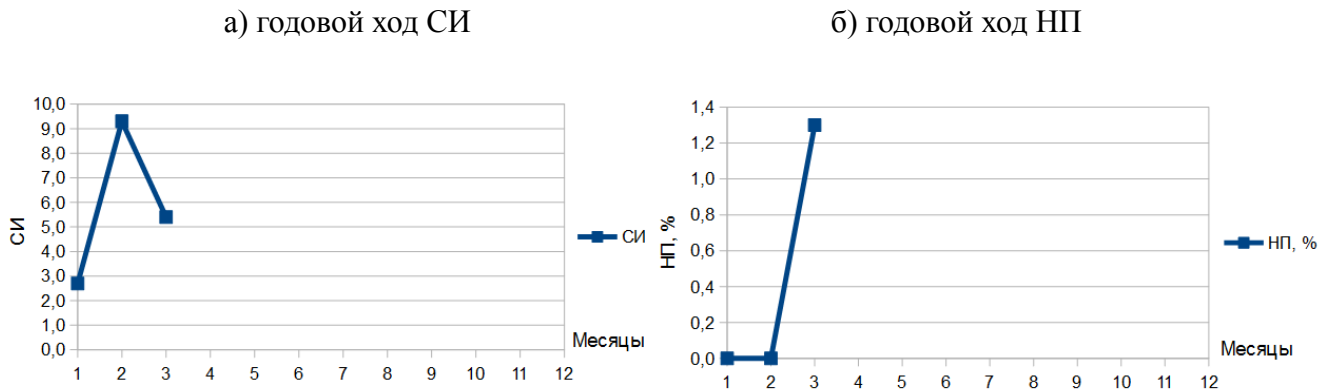 а) годовой ход СИ
б) годовой ход НП
10,0
9,0
8,0
7,0
6,0
5,0
4,0
3,0
2,0
1,0
0,0
СИ
СИ
Месяцы
1 2 3 4 5 6 7 8 9 10 11 12
1,4
1,2
1,0
0,8
0,6
0,4
0,2
0,0
НП, %
НП, %
Месяцы
1 2 3 4 5 6 7 8 9 10 11 12